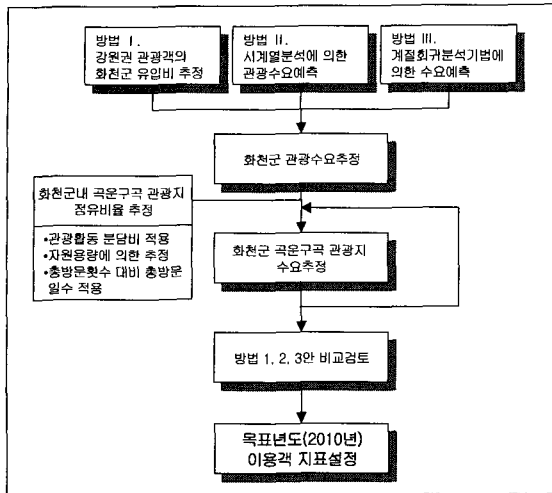 방법 I.
강원권 관광객의
화천군 유입비 추정
방법 II.
시계열분석에 의한
관광수요예측
방법 III.
계절회귀분석기법에
의한 수요예측
화천군 관광수요추정
화천군내 곡운구곡 관광지
점유비율 추정
•관광활동 분담비 적용
•자원용량에 의한 추정
•총방문횟수 대비 총방문
일수 적용
화천군 곡운구곡 관광지
수요추정
방법 1, 2, 3안 비교검토
목표년도(2010년)
이용객 지표설정